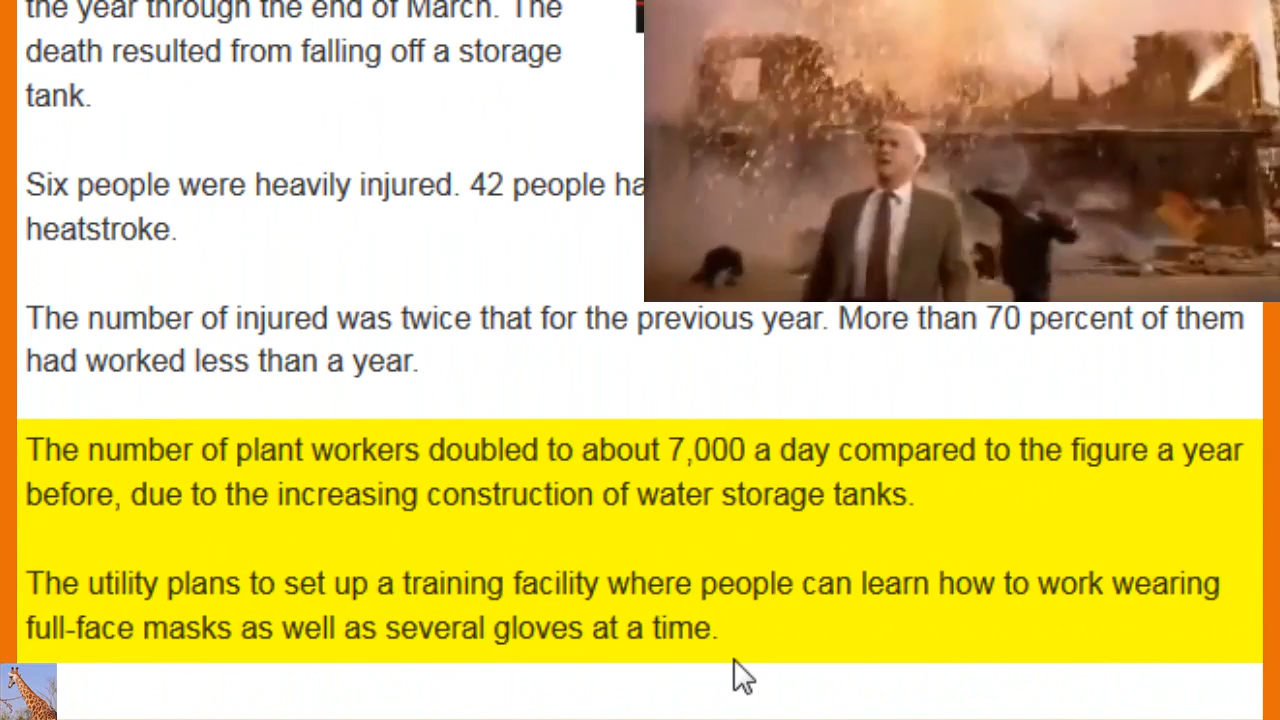 the year through the end of March. The
death resulted from falling off a storage
tank.
Six people were heavily injured. 42 people ha
heatstroke.
The number of injured was twice that for the previous year. More than 70 percent of them
had worked less than a year.
The number of plant workers doubled to about 7,000 a day compared to the figure a year
before, due to the increasing construction of water storage tanks.
The utility plans to set up a training facility where people can learn how to work wearing
full-face masks as well as several gloves at a time.